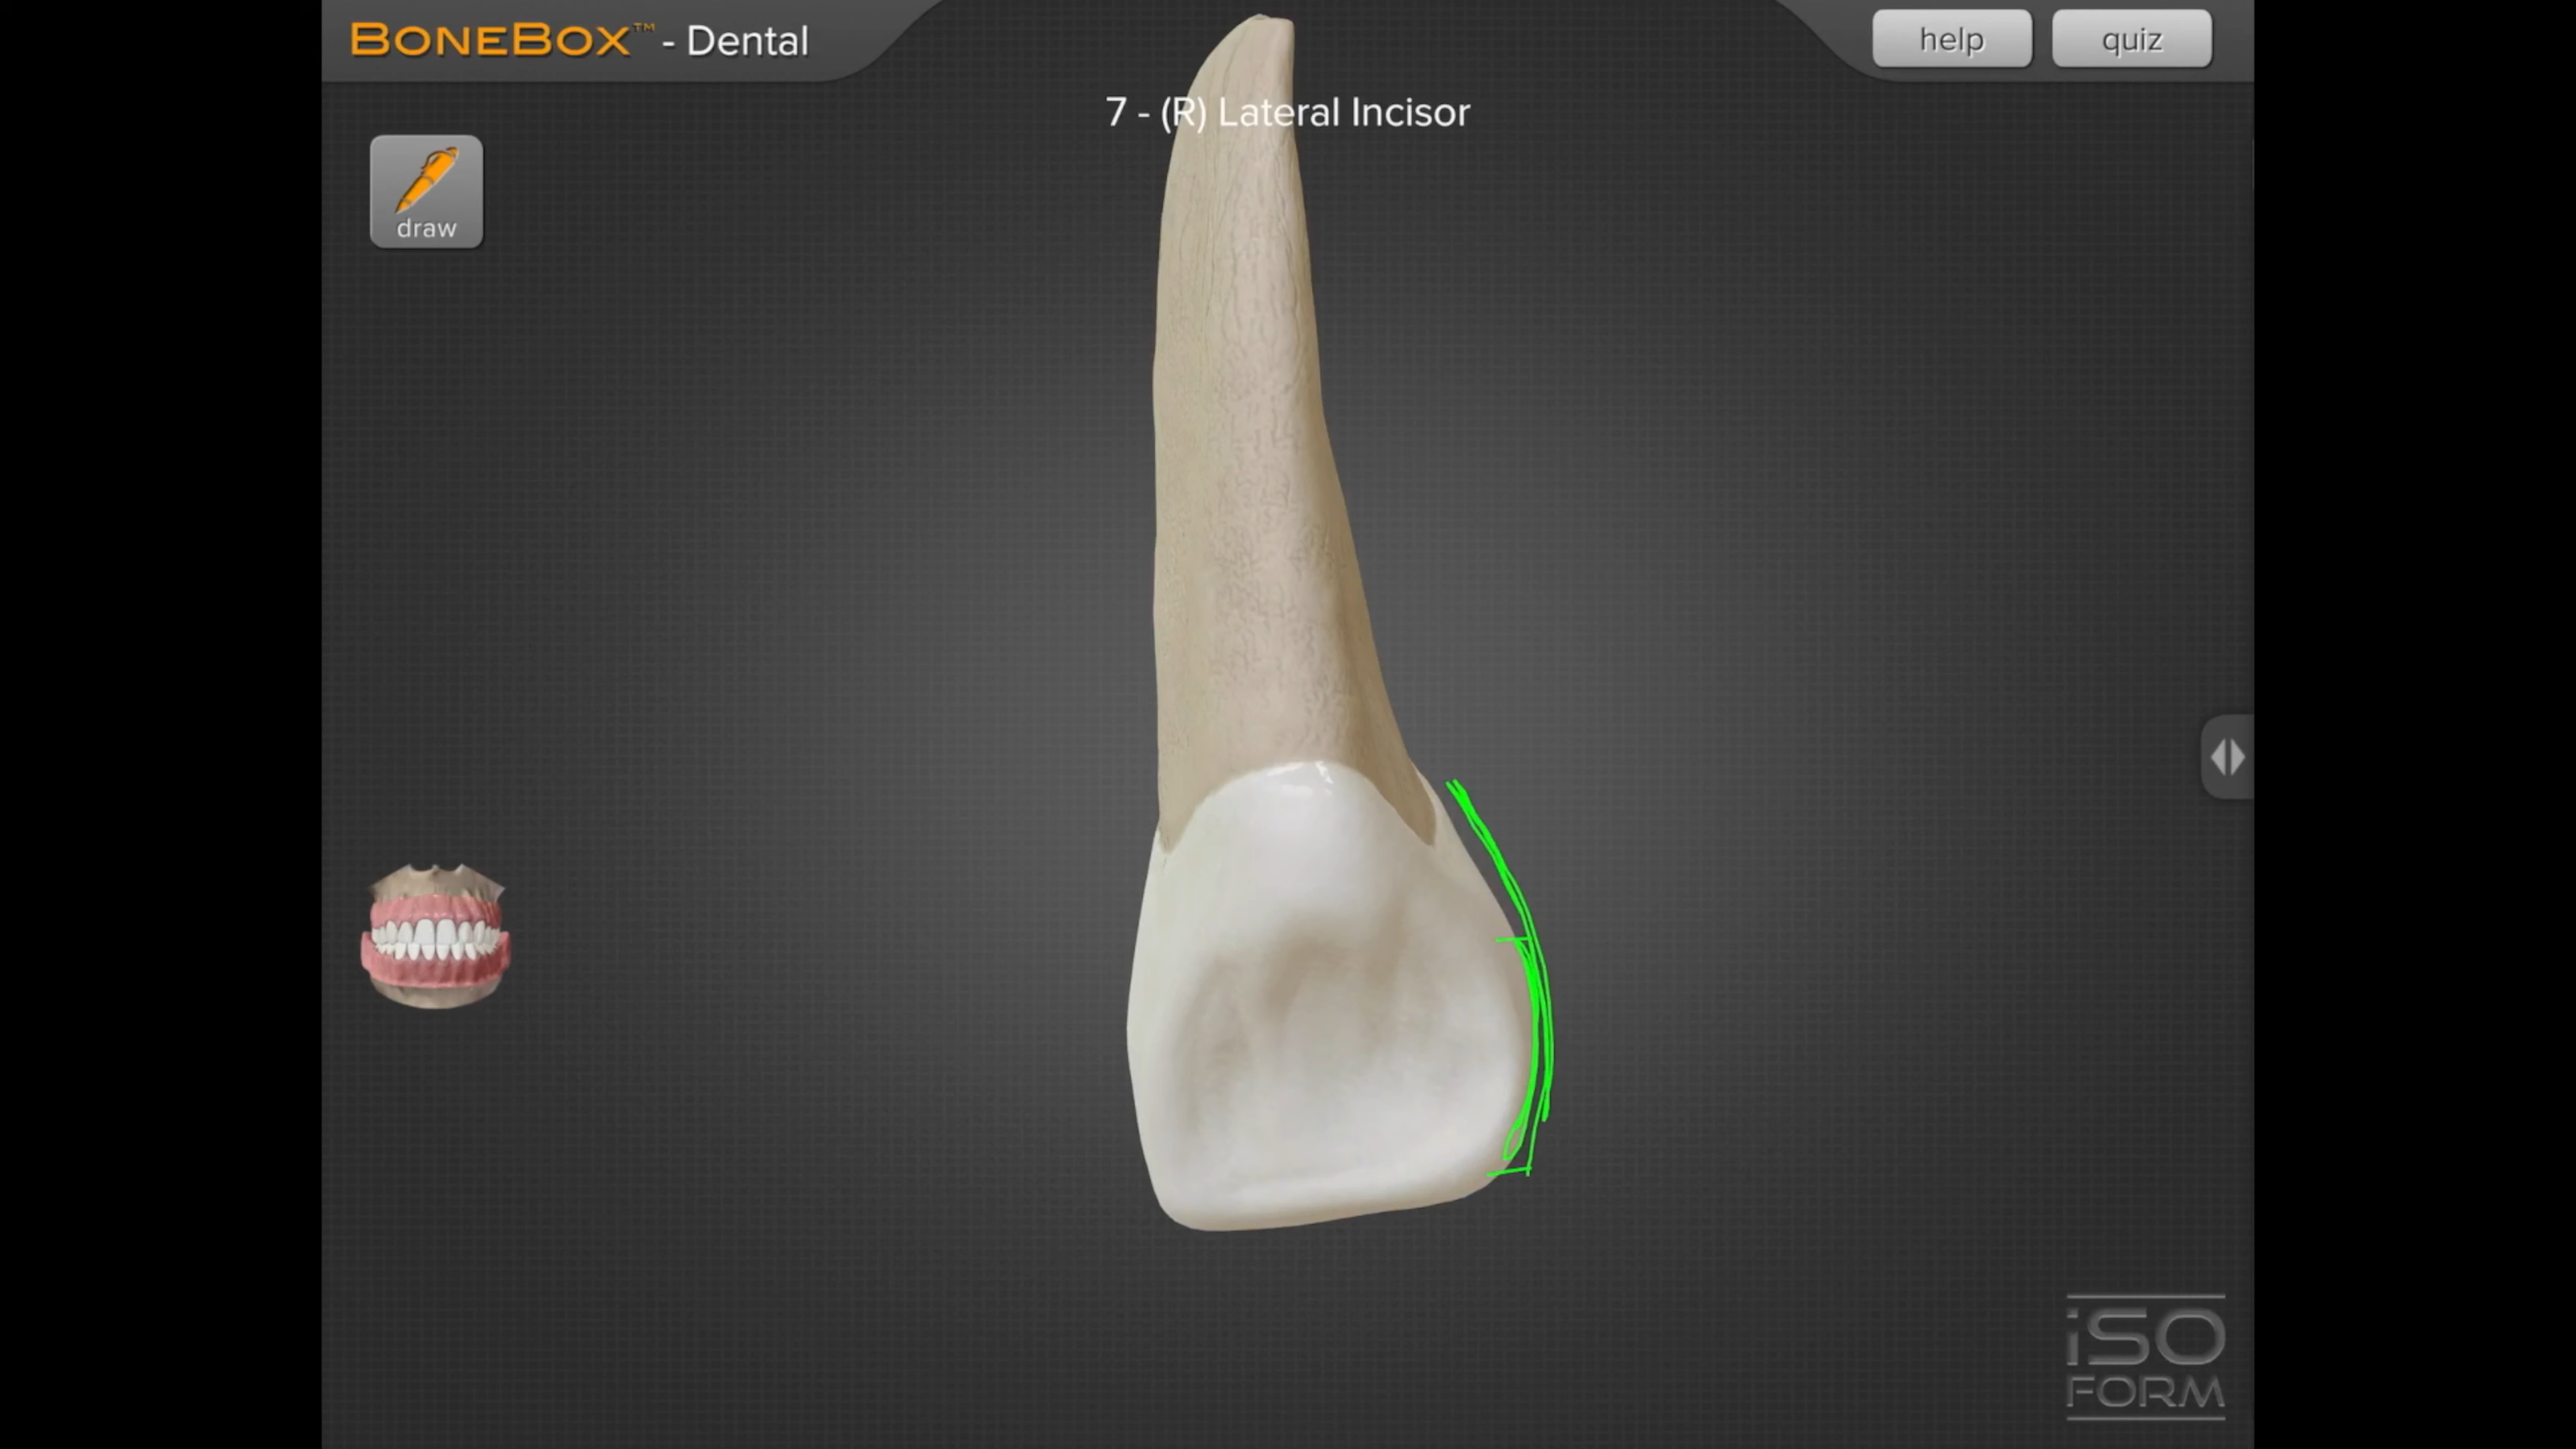 BONEBOX™ - Dental
help
quiz
7 - (R) Lateral Incisor
draw
iSO
FORM